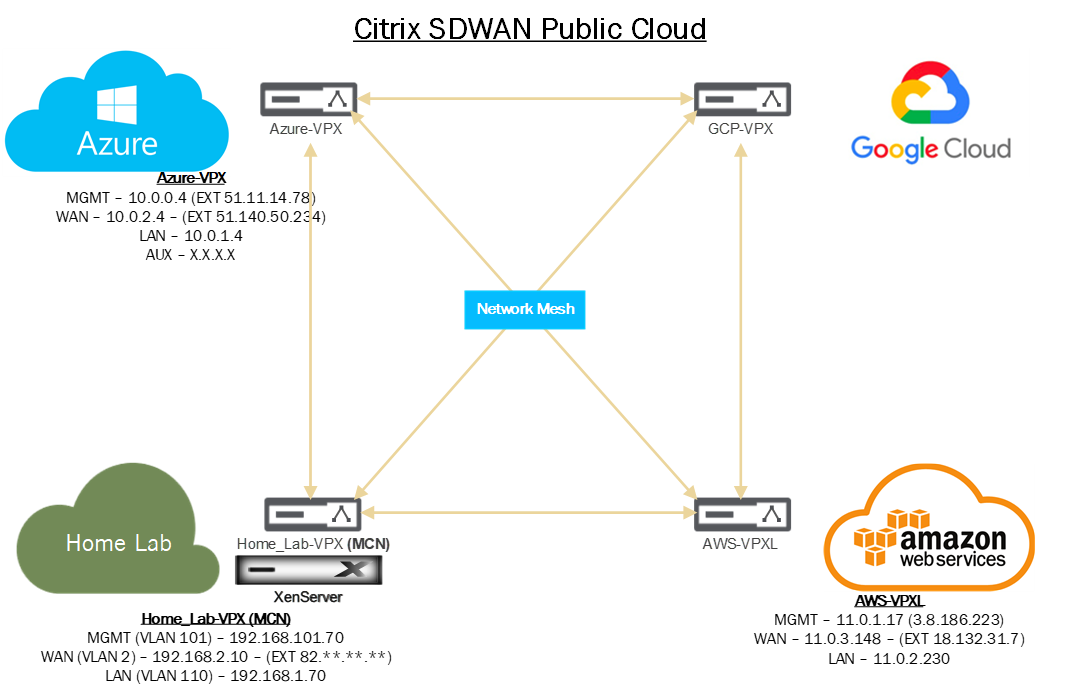 Citrix SDWAN Public Cloud
Azure
Azure-VPX
GCP-VPX
Google Cloud
Azure-VPX
MGMT – 10.0.0.4 (EXT 51.11.14.78)
WAN – 10.0.2.4 – (EXT 51.140.50.234)
LAN – 10.0.1.4
AUX – X.X.X.X
Network Mesh
Home Lab
Home_Lab-VPX (MCN)
XenServer
AWS-VPXL
amazon
web services
Home_Lab-VPX (MCN)
MGMT (VLAN 101) – 192.168.101.70
WAN (VLAN 2) – 192.168.2.10 – (EXT 82.**.**.**)
LAN (VLAN 110) – 192.168.1.70
AWS-VPXL
MGMT – 11.0.1.17 (3.8.186.223)
WAN – 11.0.3.148 – (EXT 18.132.31.7)
LAN – 11.0.2.230